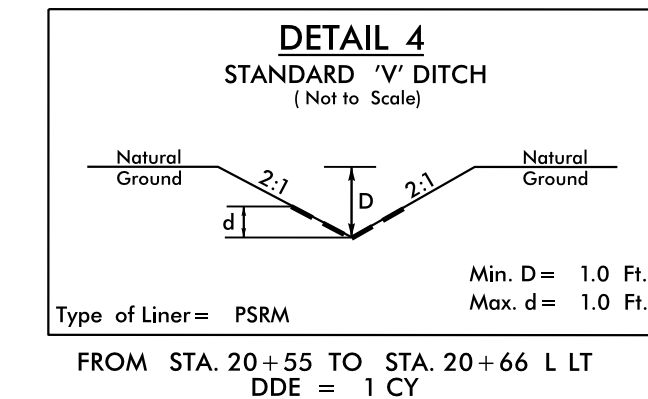 DETAIL 4
STANDARD 'V' DITCH
( Not to Scale)
Natural
Ground
2:1
D
2:1
Natural
Ground
d
Min. D = 1.0 Ft.
Max. d = 1.0 Ft.
Type of Liner = PSRM
FROM STA. 20+55 TO STA. 20+66 L LT
DDE = 1 CY